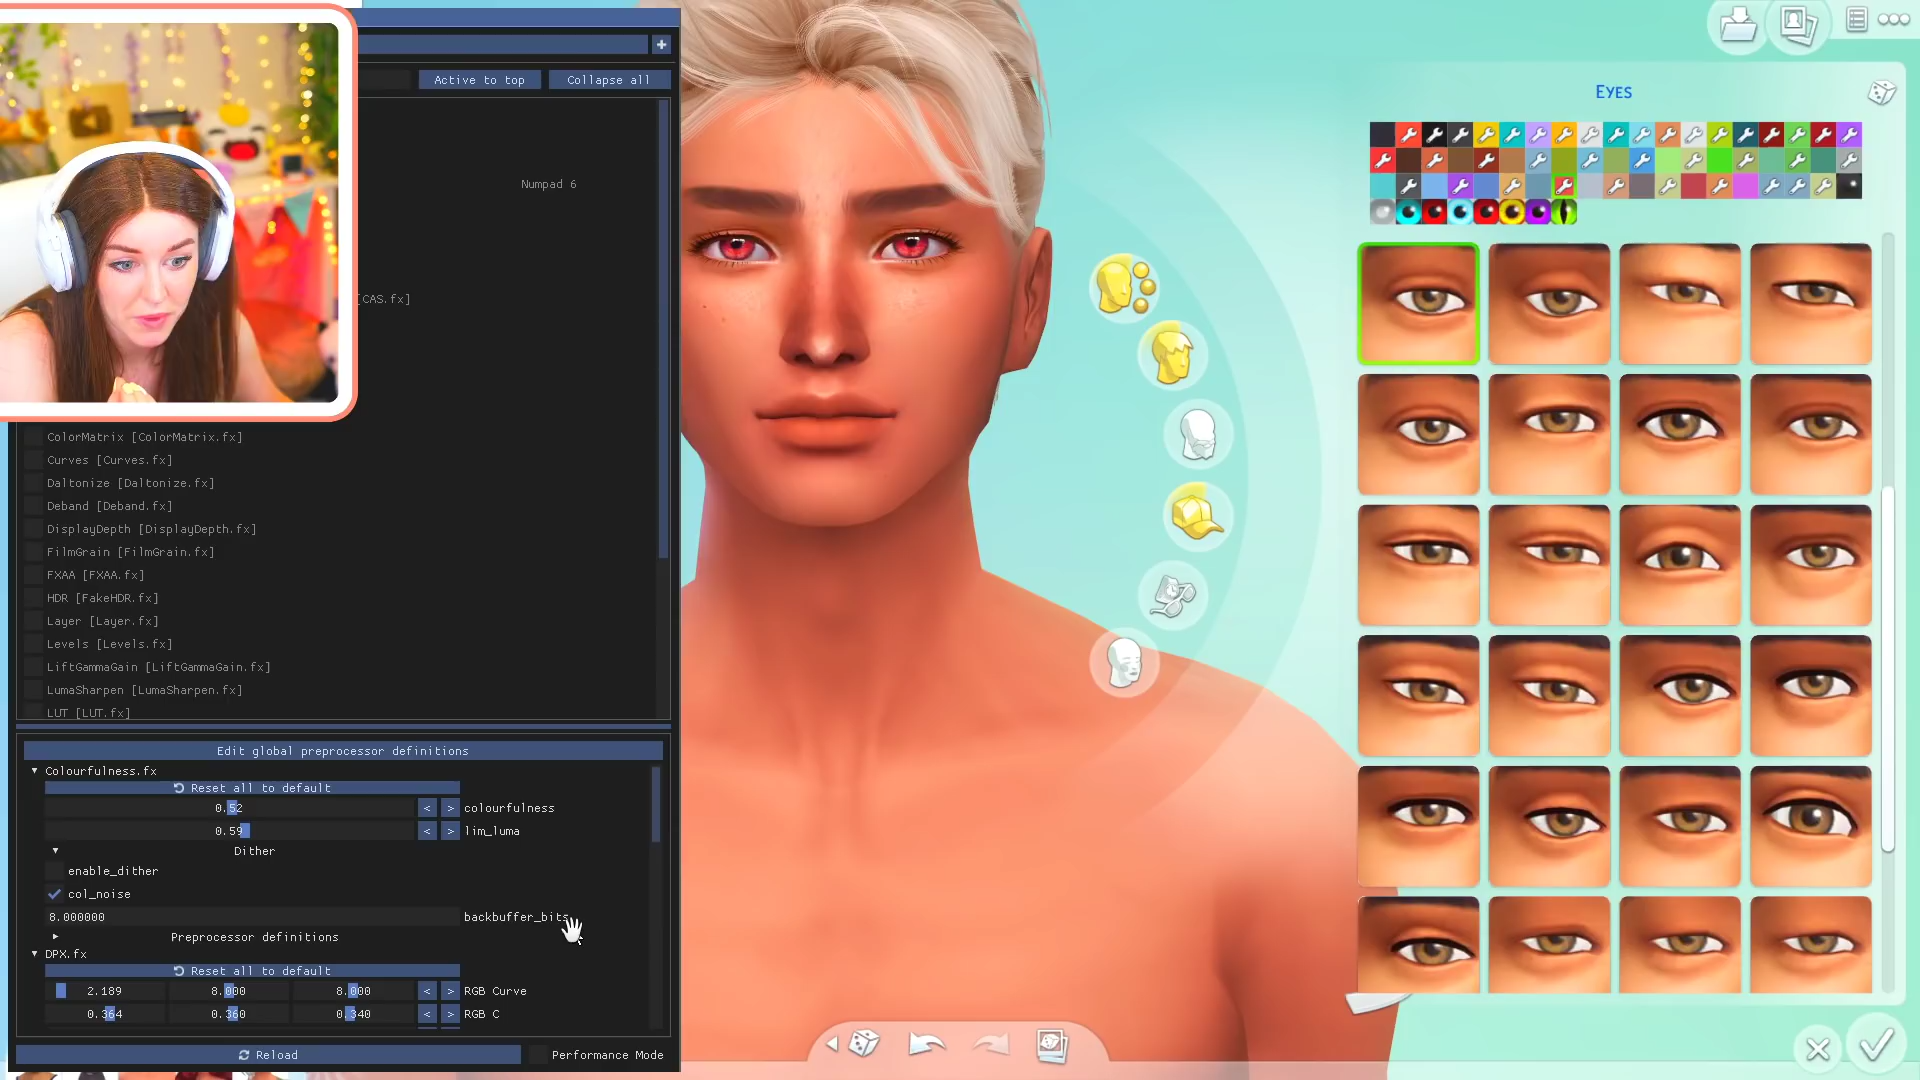 Active to top
Collapse all
Numpad 6
CAS.fx]
ColorMatrix [ColorMatrix.fx]
Curves [Curves.fx]
Daltonize [Daltonize.fx]
Deband [Deband.fx]
DisplayDepth [DisplayDepth.fx]
FilmGrain [FilmGrain.fx]
FXAA [FXAA.fx]
HDR [FakeHDR.fx]
Layer [Layer.fx]
Levels [Levels.fx]
LiftGammaGain [LiftGammaGain.fx]
LumaSharpen [LumaSharpen.fx]
LUT [LUT.fx]
Edit global preprocessor definitions
Colourfulness.fx
Reset all to default
0.52 < > colourfulness
0.59 < > lim_luma
Dither
enable_dither
col_noise
8.000000 backbuffer_bits
Preprocessor definitions
DPX.fx
Reset all to default
2.189 8.000 8.000 < > RGB Curve
0.364 0.360 0.340 < > RGB C
Reload
Performance Mode
Eyes